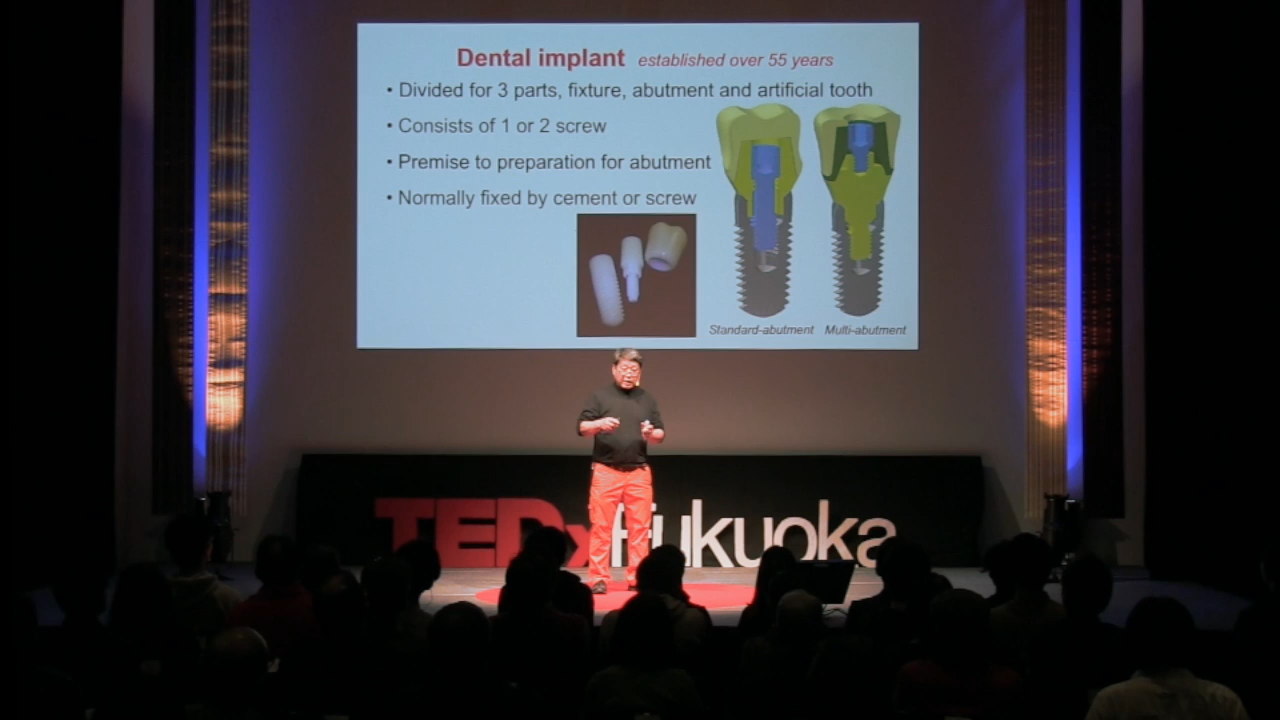 Dental implant established over 55 years
• Divided for 3 parts, fixture, abutment and artificial tooth
• Consists of 1 or 2 screw
• Premise to preparation for abutment
• Normally fixed by cement or screw
Standard-abutment Multi-abutment
TEDxFukuoka